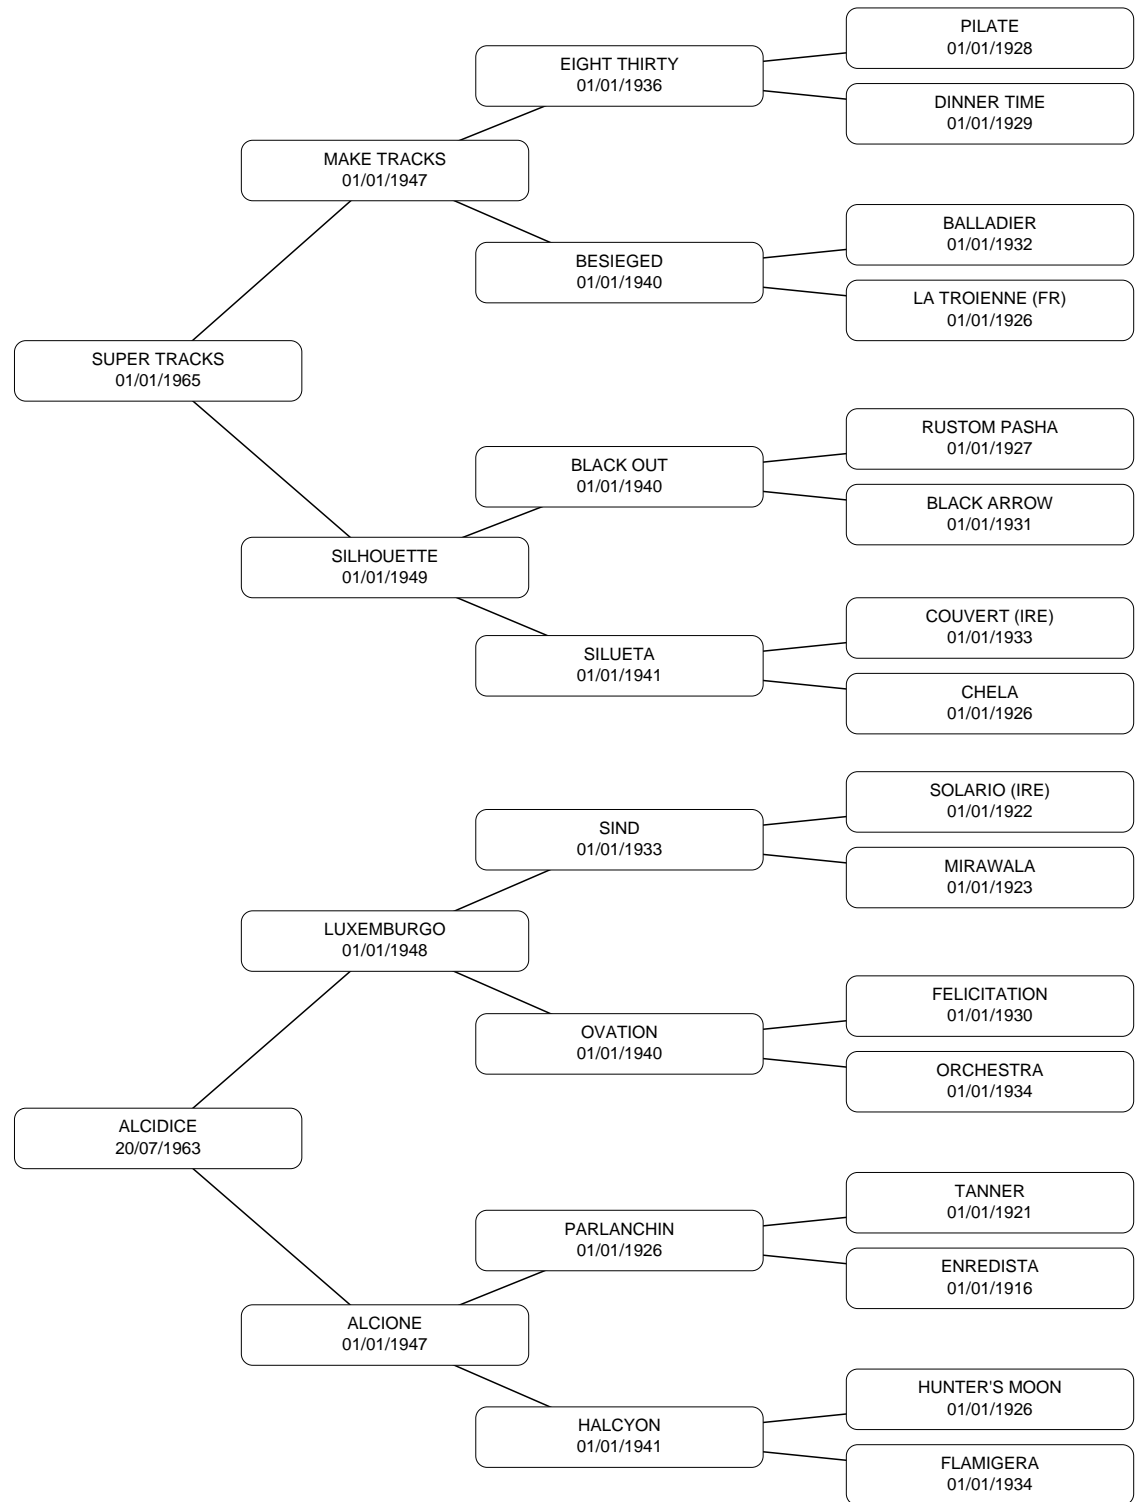 PILATE
01/01/1928
EIGHT THIRTY
01/01/1936
DINNER TIME
01/01/1929
MAKE TRACKS
01/01/1947
BALLADIER
01/01/1932
BESIEGED
01/01/1940
LA TROIENNE (FR)
01/01/1926
SUPER TRACKS
01/01/1965
RUSTOM PASHA
01/01/1927
BLACK OUT
01/01/1940
BLACK ARROW
01/01/1931
SILHOUETTE
01/01/1949
COUVERT (IRE)
01/01/1933
SILUETA
01/01/1941
CHELA
01/01/1926
SOLARIO (IRE)
01/01/1922
SIND
01/01/1933
MIRAWALA
01/01/1923
LUXEMBURGO
01/01/1948
FELICITATION
01/01/1930
OVATION
01/01/1940
ORCHESTRA
01/01/1934
ALCIDICE
20/07/1963
TANNER
01/01/1921
PARLANCHIN
01/01/1926
ENREDISTA
01/01/1916
ALCIONE
01/01/1947
HUNTER'S MOON
01/01/1926
HALCYON
01/01/1941
FLAMIGERA
01/01/1934